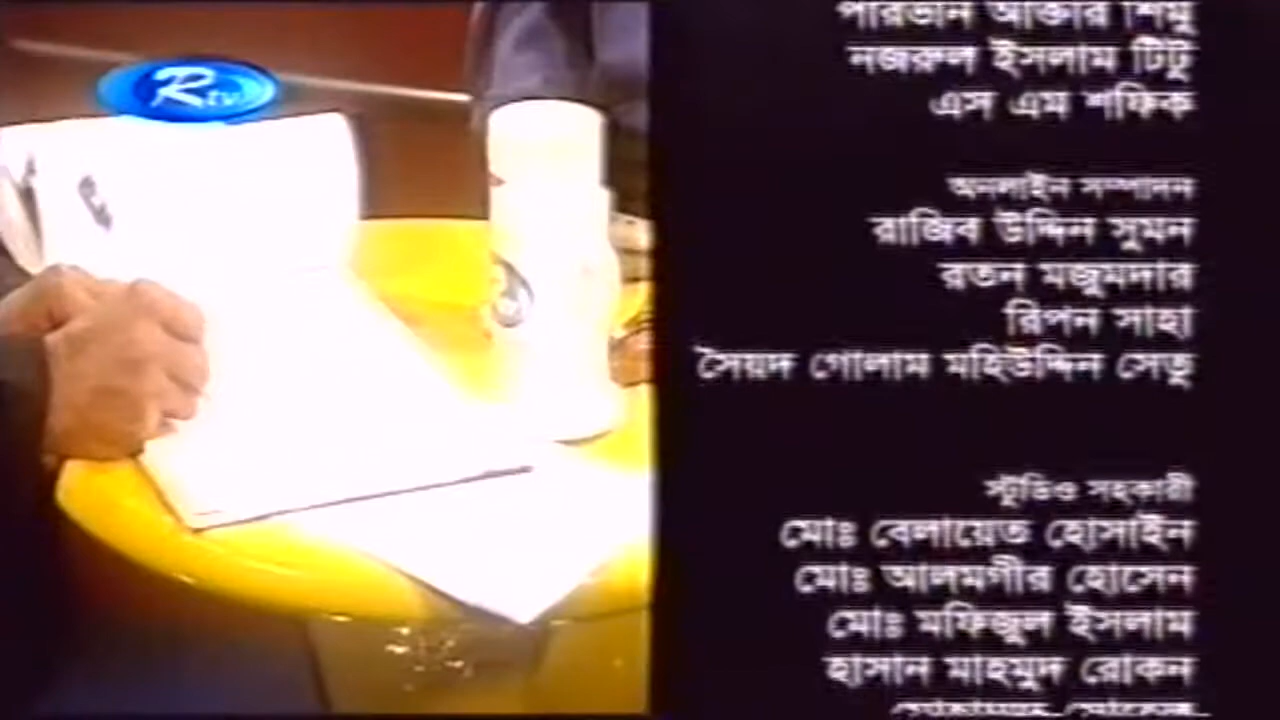 Rtv
পারভীন আক্তার শিমু
নজরুল ইসলাম টিটু
এস এম শফিক
অনলাইন সম্পাদন
রাজিব উদ্দিন সুমন
রতন মজুমদার
রিপন সাহা
সৈয়দ গোলাম মহিউদ্দিন সেতু
স্টুডিও সহকারী
মোঃ বেলায়েত হোসাইন
মোঃ আলমগীর হোসেন
মোঃ মফিজুল ইসলাম
হাসান মাহমুদ রোকন